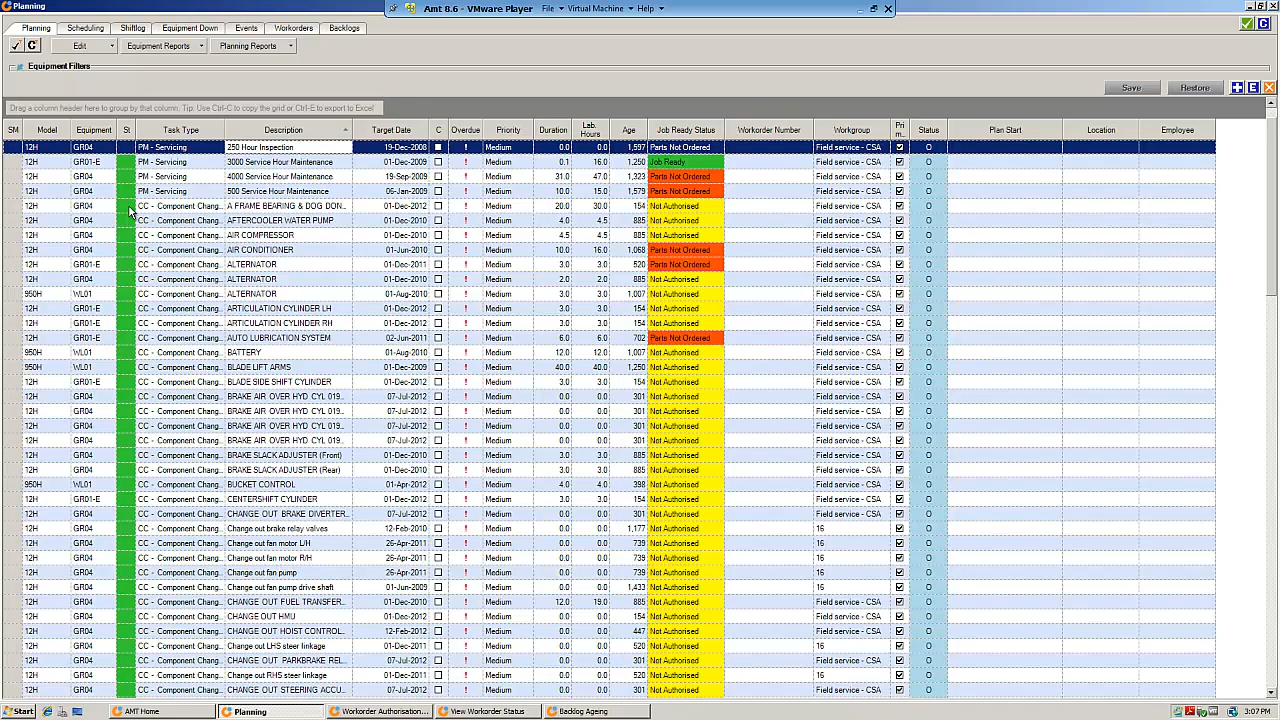 Planning
Amt 8.6 - VMware Player File Virtual Machine Help
Planning Scheduling Shiftlog Equipment Down Events Workorders Backlogs
Edit Equipment Reports Planning Reports
Equipment Filters
Save Restore
Drag a column header here to group by that column. Tip: Use Ctrl-C to copy the grid or Ctrl-E to export to Excel
SM Model Equipment St Task Type Description Target Date C Overdue Priority Duration Lab. Hours Age Job Ready Status Workorder Number Workgroup Pri m.. Status Plan Start Location Employee
12H GR04 PM - Servicing 250 Hour Inspection 19-Dec-2008 ! Medium 0.0 0.0 1,597 Parts Not Ordered Field service - CSA O
12H GR01-E PM - Servicing 3000 Service Hour Maintenance 01-Dec-2009 ! Medium 0.1 16.0 1,250 Job Ready Field service - CSA O
12H GR04 PM - Servicing 4000 Service Hour Maintenance 19-Sep-2009 ! Medium 31.0 47.0 1,323 Parts Not Ordered Field service - CSA O
12H GR04 PM - Servicing 500 Service Hour Maintenance 06-Jan-2009 ! Medium 10.0 15.0 1,579 Parts Not Ordered Field service - CSA O
12H GR04 CC - Component Chang... A FRAME BEARING & DOG DON... 01-Dec-2012 ! Medium 20.0 30.0 154 Not Authorised Field service - CSA O
12H GR04 CC - Component Chang... AFTERCOOLER WATER PUMP 01-Dec-2010 ! Medium 4.0 4.5 885 Not Authorised Field service - CSA O
12H GR04 CC - Component Chang... AIR COMPRESSOR 01-Dec-2010 ! Medium 4.5 4.5 885 Not Authorised Field service - CSA O
12H GR04 CC - Component Chang... AIR CONDITIONER 01-Jun-2010 ! Medium 10.0 16.0 1,068 Parts Not Ordered Field service - CSA O
12H GR01-E CC - Component Chang... ALTERNATOR 01-Dec-2011 ! Medium 3.0 3.0 520 Parts Not Ordered Field service - CSA O
12H GR04 CC - Component Chang... ALTERNATOR 01-Dec-2010 ! Medium 2.0 2.0 885 Not Authorised Field service - CSA O
950H WL01 CC - Component Chang... ALTERNATOR 01-Aug-2010 ! Medium 3.0 3.0 1,007 Not Authorised Field service - CSA O
12H GR01-E CC - Component Chang... ARTICULATION CYLINDER LH 01-Dec-2012 ! Medium 3.0 3.0 154 Not Authorised Field service - CSA O
12H GR01-E CC - Component Chang... ARTICULATION CYLINDER RH 01-Dec-2012 ! Medium 3.0 3.0 154 Not Authorised Field service - CSA O
12H GR01-E CC - Component Chang... AUTO LUBRICATION SYSTEM 02-Jun-2011 ! Medium 6.0 6.0 702 Parts Not Ordered Field service - CSA O
950H WL01 CC - Component Chang... BATTERY 01-Aug-2010 ! Medium 12.0 12.0 1,007 Not Authorised Field service - CSA O
950H WL01 CC - Component Chang... BLADE LIFT ARMS 01-Dec-2009 ! Medium 40.0 40.0 1,250 Not Authorised Field service - CSA O
12H GR01-E CC - Component Chang... BLADE SIDE SHIFT CYLINDER 01-Dec-2012 ! Medium 3.0 3.0 154 Not Authorised Field service - CSA O
12H GR04 CC - Component Chang... BRAKE AIR OVER HYD CYL 019... 07-Jul-2012 ! Medium 0.0 0.0 301 Not Authorised Field service - CSA O
12H GR04 CC - Component Chang... BRAKE AIR OVER HYD CYL 019... 07-Jul-2012 ! Medium 0.0 0.0 301 Not Authorised Field service - CSA O
12H GR04 CC - Component Chang... BRAKE AIR OVER HYD CYL 019... 07-Jul-2012 ! Medium 0.0 0.0 301 Not Authorised Field service - CSA O
12H GR04 CC - Component Chang... BRAKE AIR OVER HYD CYL 019... 07-Jul-2012 ! Medium 0.0 0.0 301 Not Authorised Field service - CSA O
12H GR04 CC - Component Chang... BRAKE SLACK ADJUSTER (Front) 01-Dec-2010 ! Medium 3.0 3.0 885 Not Authorised Field service - CSA O
12H GR04 CC - Component Chang... BRAKE SLACK ADJUSTER (Rear) 01-Dec-2010 ! Medium 3.0 3.0 885 Not Authorised Field service - CSA O
950H WL01 CC - Component Chang... BUCKET CONTROL 01-Apr-2012 ! Medium 4.0 4.0 398 Not Authorised Field service - CSA O
12H GR01-E CC - Component Chang... CENTERSHIFT CYLINDER 01-Dec-2012 ! Medium 3.0 3.0 154 Not Authorised Field service - CSA O
12H GR04 CC - Component Chang... CHANGE OUT BRAKE DIVERTER... 07-Jul-2012 ! Medium 0.0 0.0 301 Not Authorised Field service - CSA O
12H GR04 CC - Component Chang... Change out brake relay valves 12-Feb-2010 ! Medium 0.0 0.0 1,177 Not Authorised 16 O
12H GR04 CC - Component Chang... Change out fan motor L/H 26-Apr-2011 ! Medium 0.0 0.0 739 Not Authorised 16 O
12H GR04 CC - Component Chang... Change out fan motor R/H 26-Apr-2011 ! Medium 0.0 0.0 739 Not Authorised 16 O
12H GR04 CC - Component Chang... Change out fan pump 26-Apr-2011 ! Medium 0.0 0.0 739 Not Authorised 16 O
12H GR04 CC - Component Chang... Change out fan pump drive shaft 01-Jun-2009 ! Medium 0.0 0.0 1,433 Not Authorised 16 O
12H GR04 CC - Component Chang... CHANGE OUT FUEL TRANSFER... 01-Dec-2010 ! Medium 12.0 19.0 885 Not Authorised Field service - CSA O
12H GR04 CC - Component Chang... CHANGE OUT HMU 01-Dec-2012 ! Medium 0.0 0.0 154 Not Authorised 16 O
12H GR04 CC - Component Chang... CHANGE OUT HOIST CONTROL... 12-Feb-2012 ! Medium 0.0 0.0 447 Not Authorised 16 O
12H GR04 CC - Component Chang... Change out LHS steer linkage 01-Dec-2011 ! Medium 0.0 0.0 520 Not Authorised 16 O
12H GR04 CC - Component Chang... CHANGE OUT PARKBRAKE REL... 07-Jul-2012 ! Medium 0.0 0.0 301 Not Authorised Field service - CSA O
12H GR04 CC - Component Chang... Change out RHS steer linkage 01-Dec-2011 ! Medium 0.0 0.0 520 Not Authorised 16 O
12H GR04 CC - Component Chang... CHANGE OUT STEERING ACCU... 07-Jul-2012 ! Medium 0.0 0.0 301 Not Authorised Field service - CSA O
Start AMT Home Planning Workorder Authorisation... View Workorder Status Backlog Ageing 3:07 PM